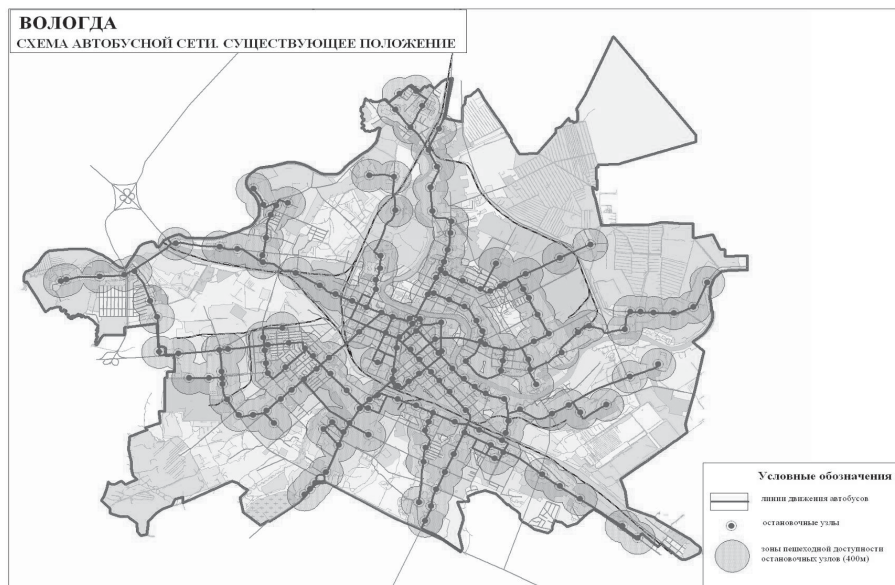 ВОЛОГДА
СХЕМА АВТОБУСНОЙ СЕТИ. СУЩЕСТВУЮЩЕЕ ПОЛОЖЕНИЕ
Условные обозначения
линии движения автобусов
остановочные узлы
зоны пешеходной доступности
остановочных узлов (400м)